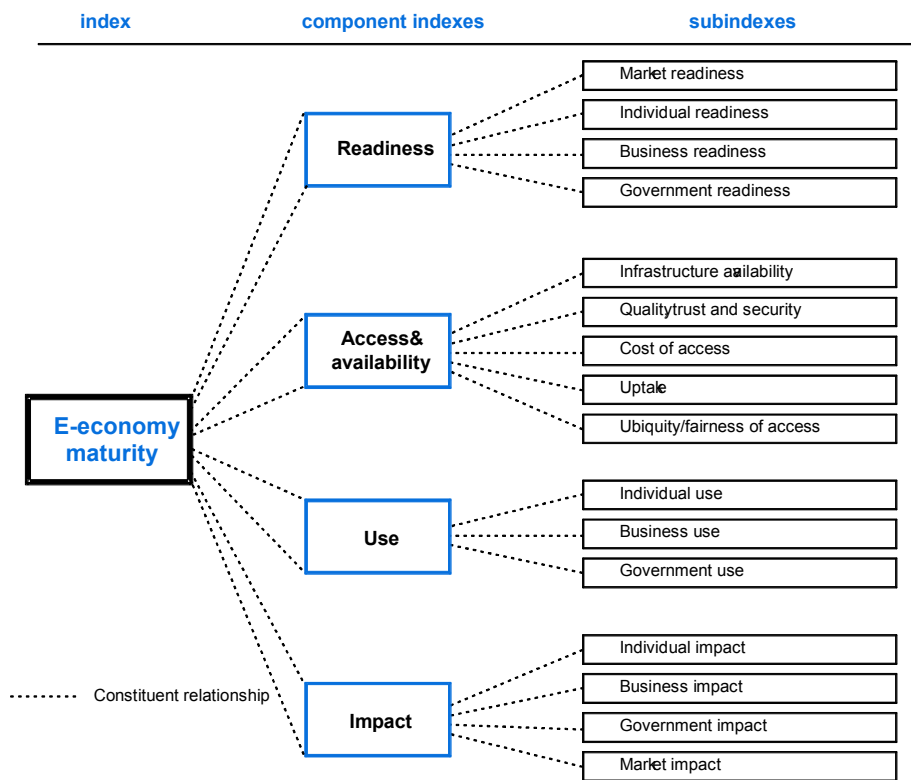 index
component indexes
subindexes
Market readiness
Individual readiness
Readiness
Business readiness
Government readiness
Infrastructure availability
Quality, trust and security
Access&
availability
Cost of access
Uptake
Ubiquity/fairness of access
E-economy
maturity
Individual use
Use
Business use
Government use
Individual impact
Business impact
Constituent relationship
Impact
Government impact
Market impact